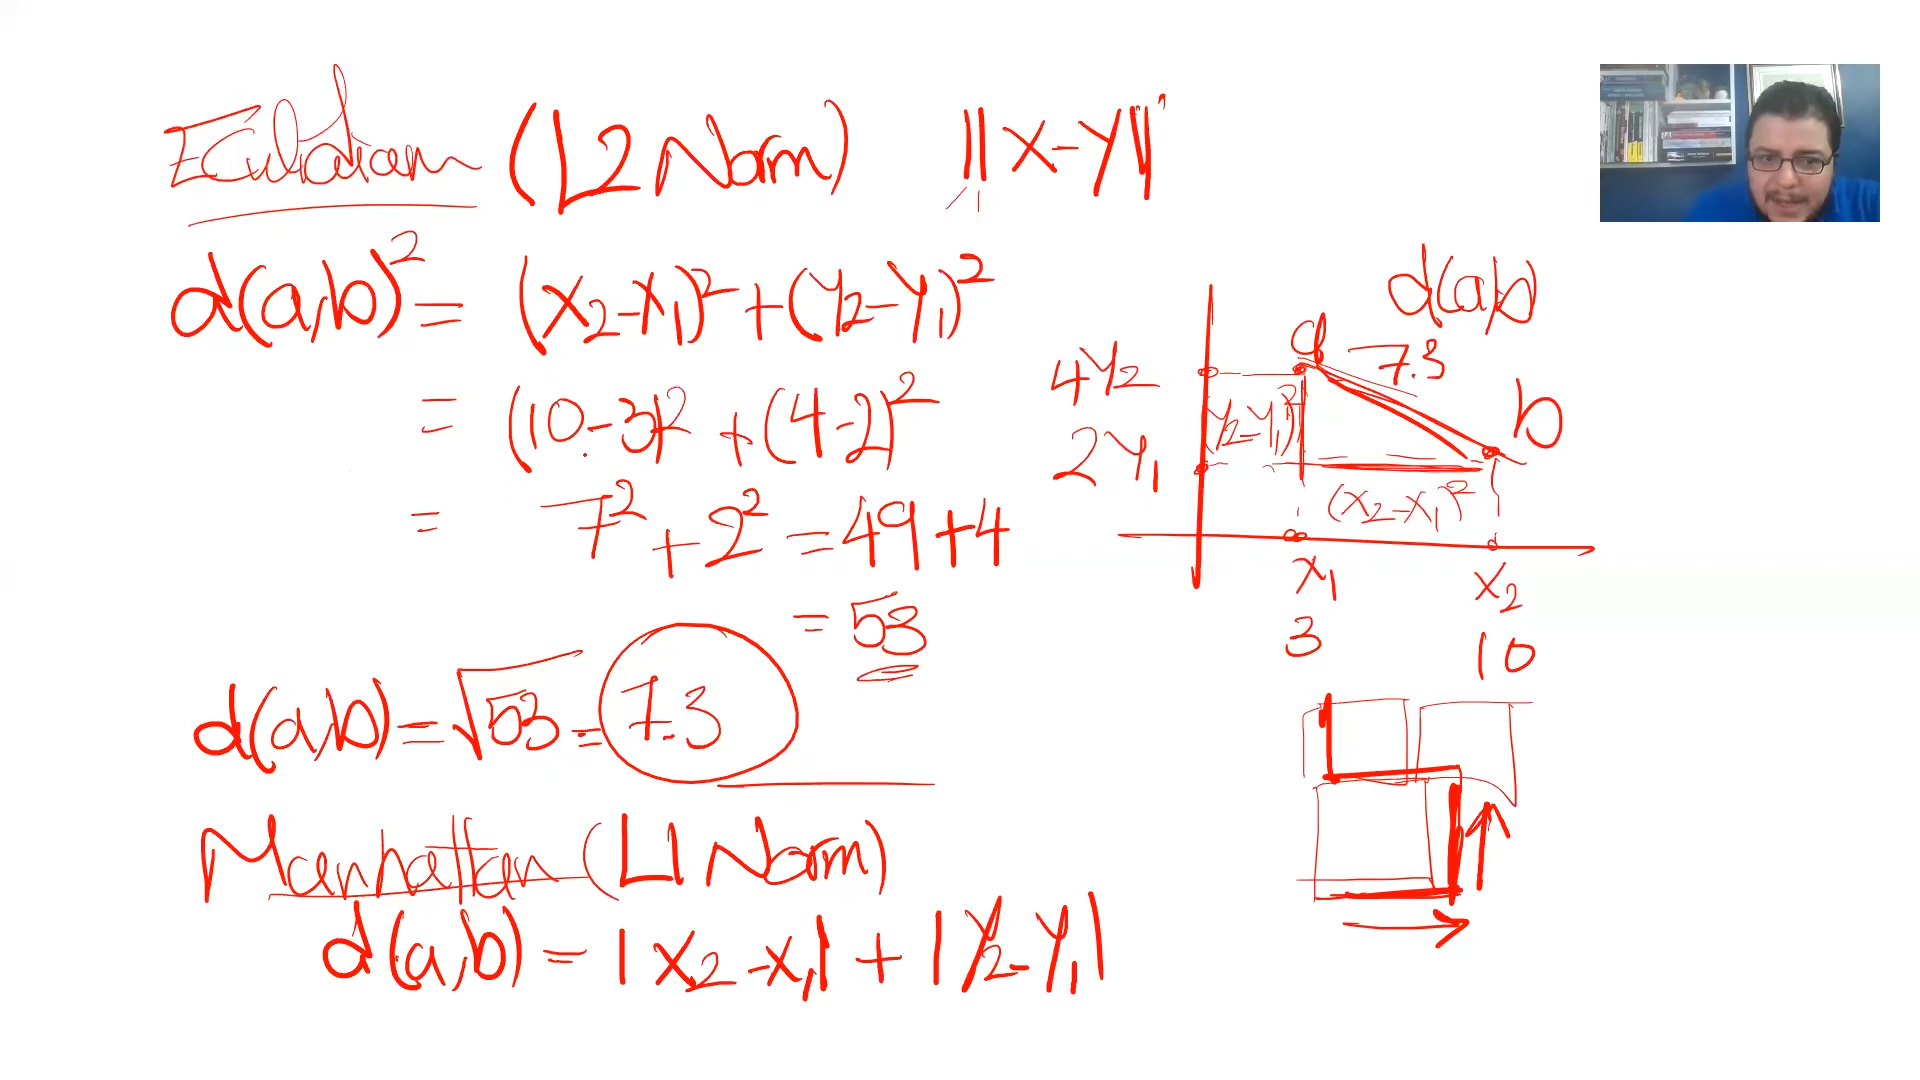 Eculidian (L2 Norm) ||X-Y||
d(a,b)² = (X₂-X₁)² + (Y₂-Y₁)²
= (10-3)² + (4-2)²
= 7² + 2² = 49+4
= 53
d(a,b) = √53 = 7.3
Manhattan (L1 Norm)
d(a,b) = |X₂-X₁| + |Y₂-Y₁|
d(a,b)
a 7.3
4 Y₂
b
(Y₂-Y₁)²
2 Y₁
(X₂-X₁)²
X₁ X₂
3 10